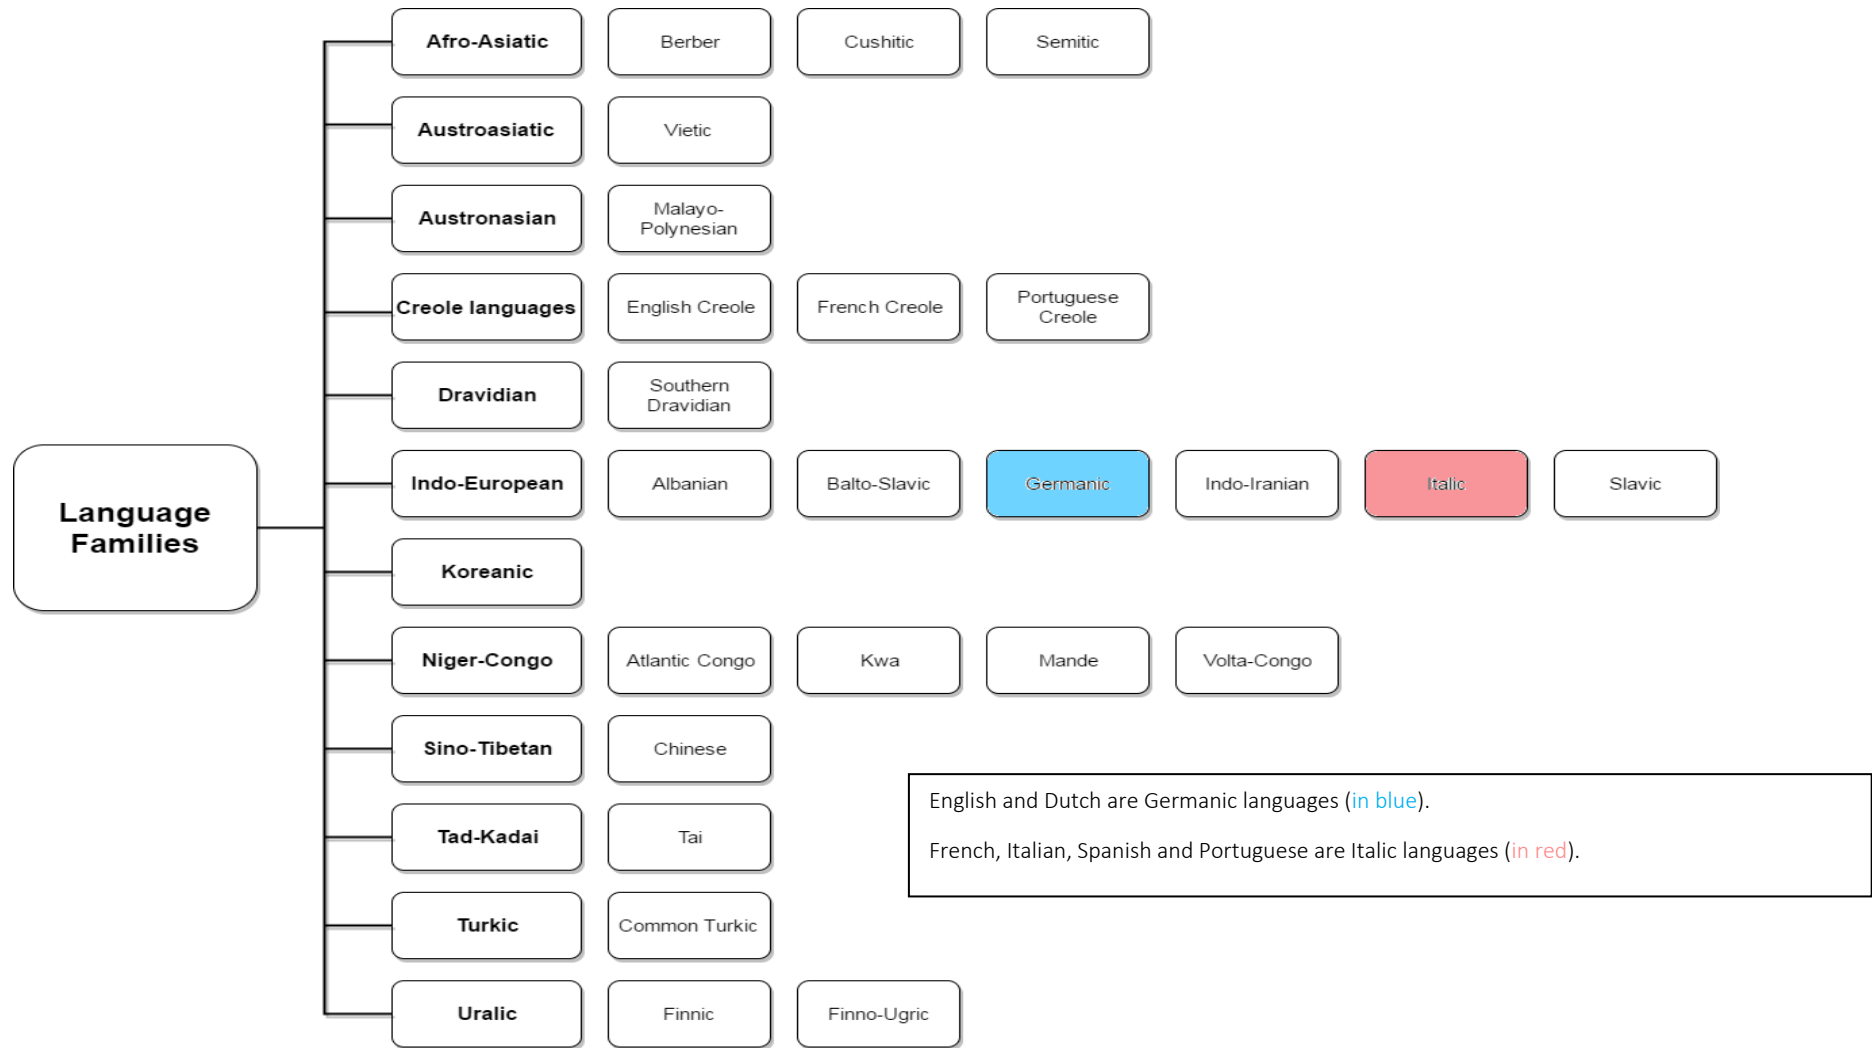 Afro-Asiatic
Berber
Cushitic
Semitic
Austroasiatic
Vietic
Austronasian
Malayo-
Polynesian
Creole languages
English Creole
French Creole
Portuguese
Creole
Dravidian
Southern
Dravidian
Language
Families
Indo-European
Albanian
Balto-Slavic
Germanic
Indo-Iranian
Italic
Slavic
Koreanic
Niger-Congo
Atlantic Congo
Kwa
Mande
Volta-Congo
Sino-Tibetan
Chinese
Tad-Kadai
Tai
Turkic
Common Turkic
Uralic
Finnic
Finno-Ugric
English and Dutch are Germanic languages (in blue).
French, Italian, Spanish and Portuguese are Italic languages (in red).